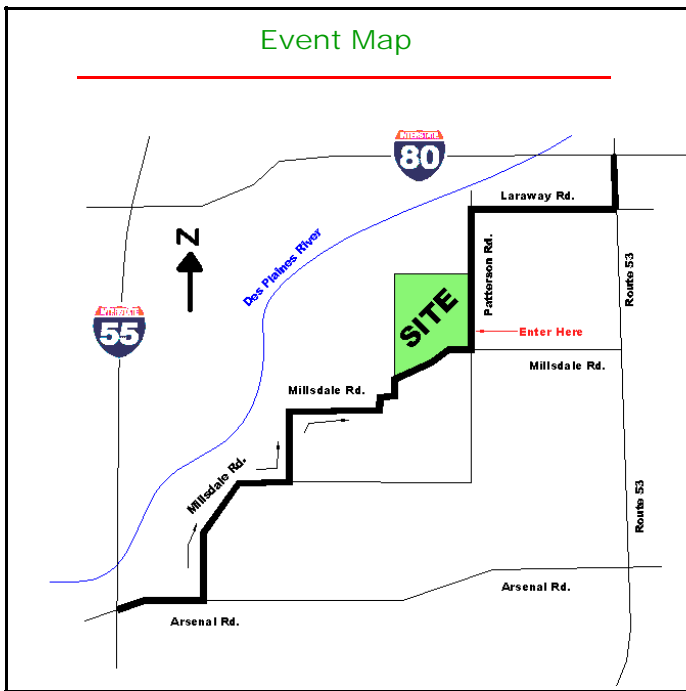 Event Map
INTERSTATE
80
Laraway Rd.
N
Des Plaines River
Patterson Rd.
Route 53
INTERSTATE
55
SITE
Enter Here
Millsdale Rd.
Millsdale Rd.
Millsdale Rd.
Route 53
Arsenal Rd.
Arsenal Rd.